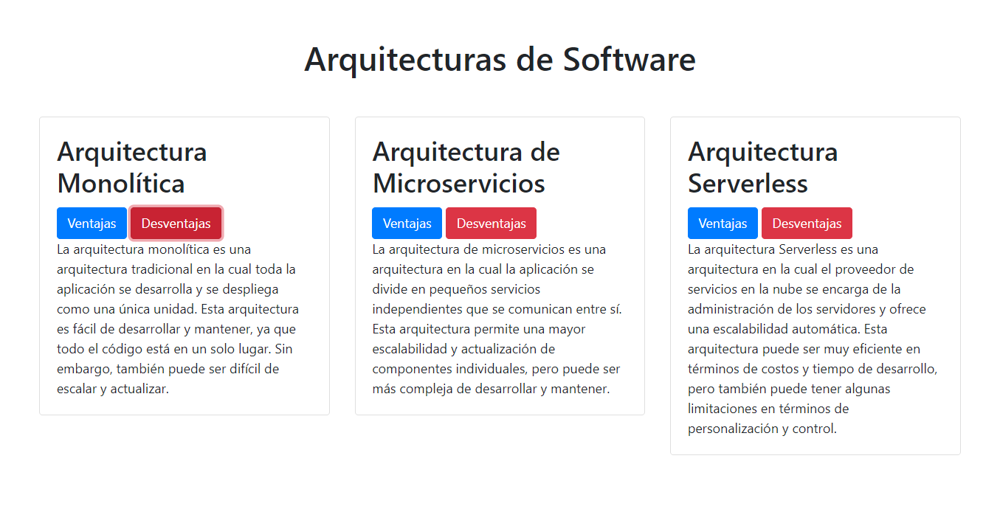 Arquitecturas de Software
Arquitectura
Monolítica
Ventajas Desventajas
La arquitectura monolítica es una
arquitectura tradicional en la cual toda la
aplicación se desarrolla y se despliega
como una única unidad. Esta arquitectura
es fácil de desarrollar y mantener, ya que
todo el código está en un solo lugar. Sin
embargo, también puede ser difícil de
escalar y actualizar.
Arquitectura de
Microservicios
Ventajas Desventajas
La arquitectura de microservicios es una
arquitectura en la cual la aplicación se
divide en pequeños servicios
independientes que se comunican entre sí.
Esta arquitectura permite una mayor
escalabilidad y actualización de
componentes individuales, pero puede ser
más compleja de desarrollar y mantener.
Arquitectura
Serverless
Ventajas Desventajas
La arquitectura Serverless es una
arquitectura en la cual el proveedor de
servicios en la nube se encarga de la
administración de los servidores y ofrece
una escalabilidad automática. Esta
arquitectura puede ser muy eficiente en
términos de costos y tiempo de desarrollo,
pero también puede tener algunas
limitaciones en términos de
personalización y control.